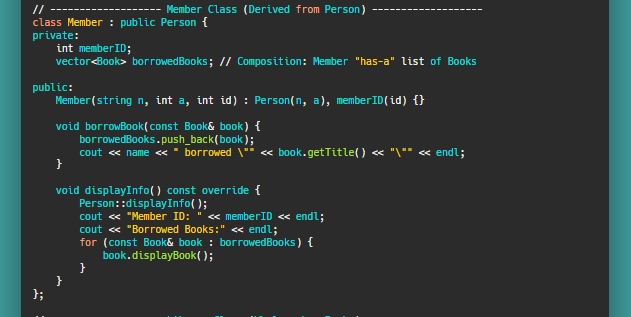 // ------------------- Member Class (Derived from Person) -------------------
class Member : public Person {
private:
    int memberID;
    vector<Book> borrowedBooks; // Composition: Member "has-a" list of Books

public:
    Member(string n, int a, int id) : Person(n, a), memberID(id) {}

    void borrowBook(const Book& book) {
        borrowedBooks.push_back(book);
        cout << name << " borrowed \"" << book.getTitle() << "\"" << endl;
    }

    void displayInfo() const override {
        Person::displayInfo();
        cout << "Member ID: " << memberID << endl;
        cout << "Borrowed Books:" << endl;
        for (const Book& book : borrowedBooks) {
            book.displayBook();
        }
    }
};